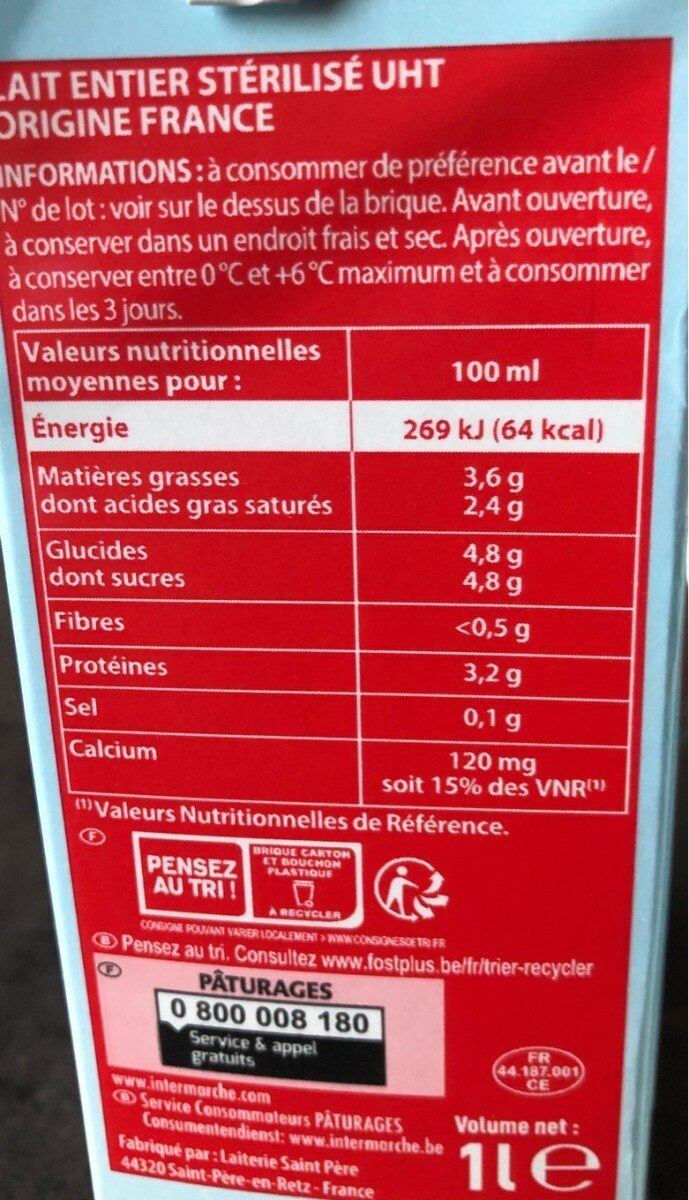 LAIT ENTIER STÉRILISÉ UHT
ORIGINE FRANCE
INFORMATIONS : à consommer de préférence avant le /
N° de lot : voir sur le dessus de la brique. Avant ouverture,
à conserver dans un endroit frais et sec. Après ouverture,
à conserver entre 0 °C et +6 °C maximum et à consommer
dans les 3 jours.
Valeurs nutritionnelles
moyennes pour :
100 ml
Énergie
269 kJ (64 kcal)
Matières grasses
3,6 g
dont acides gras saturés
2,4 g
Glucides
4,8 g
dont sucres
4,8 g
Fibres
<0,5 g
Protéines
3,2 g
Sel
0,1 g
Calcium
120 mg
soit 15% des VNR(1)
(1) Valeurs Nutritionnelles de Référence.
F
PENSEZ
AU TRI !
BRIQUE CARTON
ET BOUCHON
PLASTIQUE
À RECYCLER
CONSIGNE POUVANT VARIER LOCALEMENT > WWW.CONSIGNESDETRI.FR
B Pensez au tri. Consultez www.fostplus.be/fr/trier-recycler
F
PÂTURAGES
0 800 008 180
Service & appel
gratuits
FR
44.187.001
CE
www.intermarche.com
B Service Consommateurs PÂTURAGES
Consumentendienst: www.intermarche.be
Fabriqué par : Laiterie Saint Père
44320 Saint-Père-en-Retz - France
Volume net :
1l e